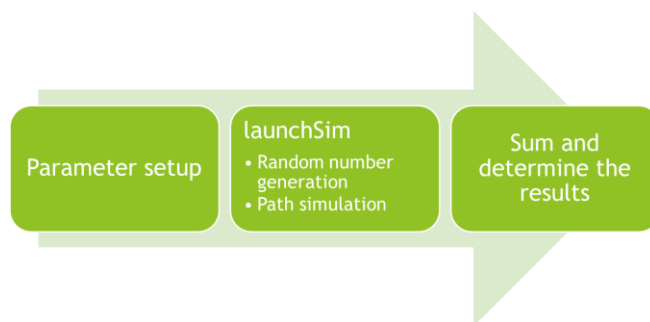 Parameter setup
launchSim
• Random number
generation
• Path simulation
Sum and
determine the
results